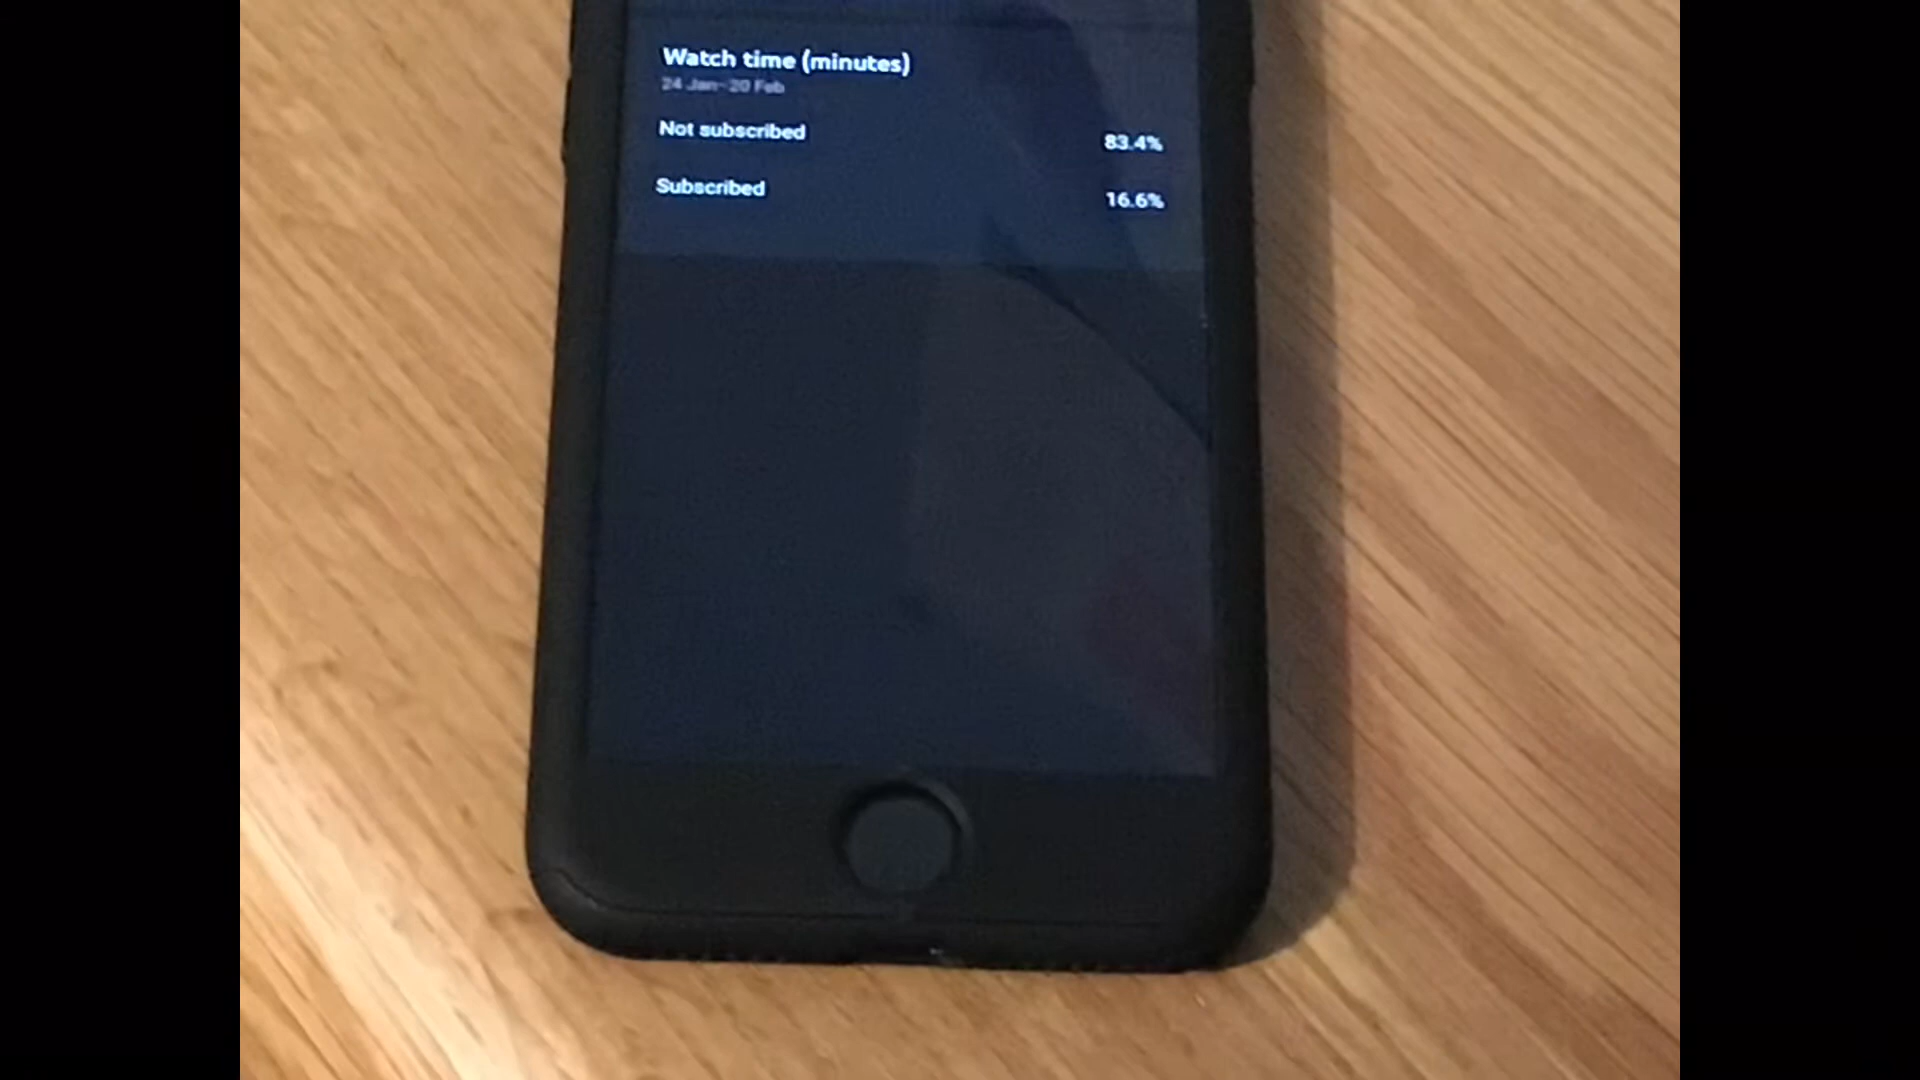 Watch time (minutes)
24 Jan–20 Feb
Not subscribed
83.4%
Subscribed
16.6%